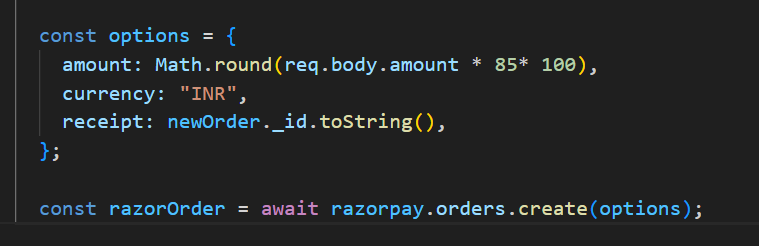 const options = {
amount: Math.round(req.body.amount * 85* 100),
currency: "INR",
receipt: newOrder._id.toString(),
};
const razorOrder = await razorpay.orders.create(options);